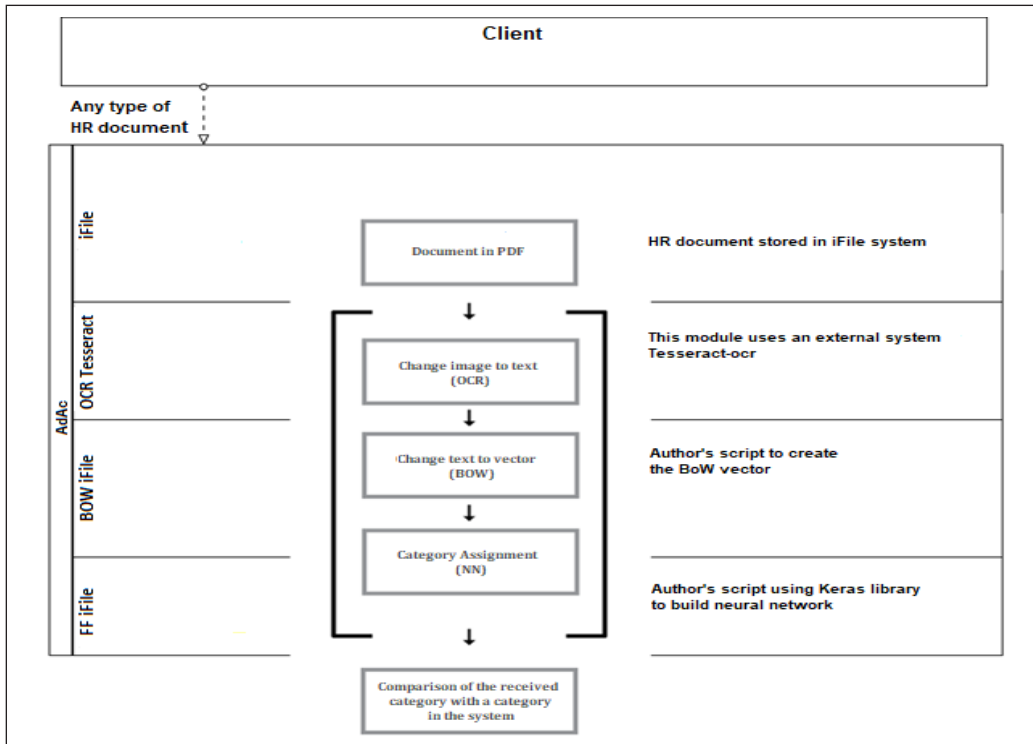 Client
Any type of
HR document
AdAc
iFile
Document in PDF
HR document stored in iFile system
OCR Tesseract
Change image to text
(OCR)
This module uses an external system
Tesseract-ocr
BOW iFile
Change text to vector
(BOW)
Author's script to create
the BoW vector
FF iFile
Category Assignment
(NN)
Author's script using Keras library
to build neural network
Comparison of the received
category with a category
in the system